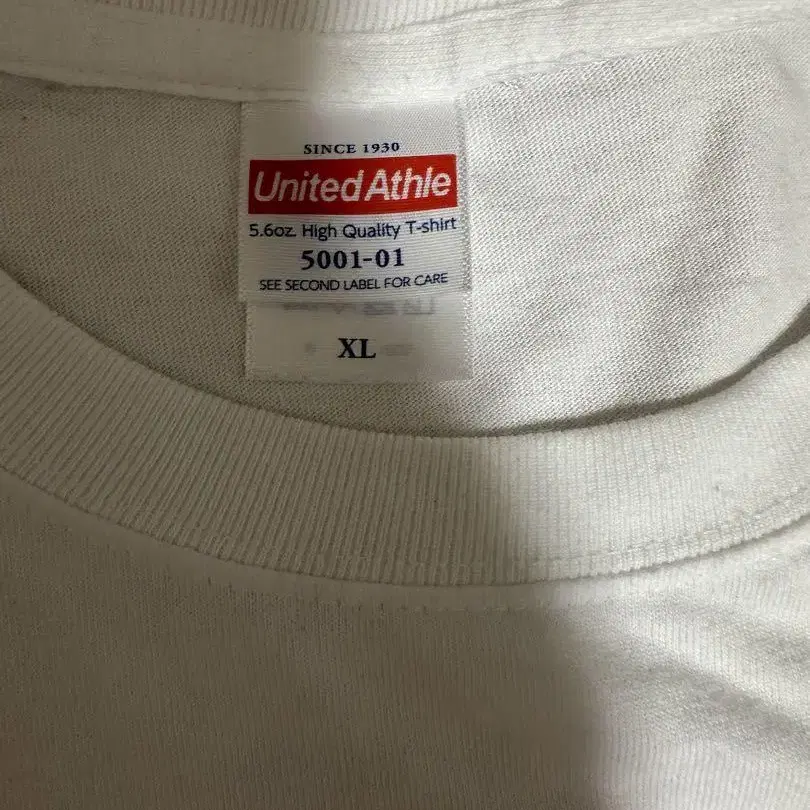 SINCE 1930
United Athle
5.6oz. High Quality T-shirt
5001-01
SEE SECOND LABEL FOR CARE
XL